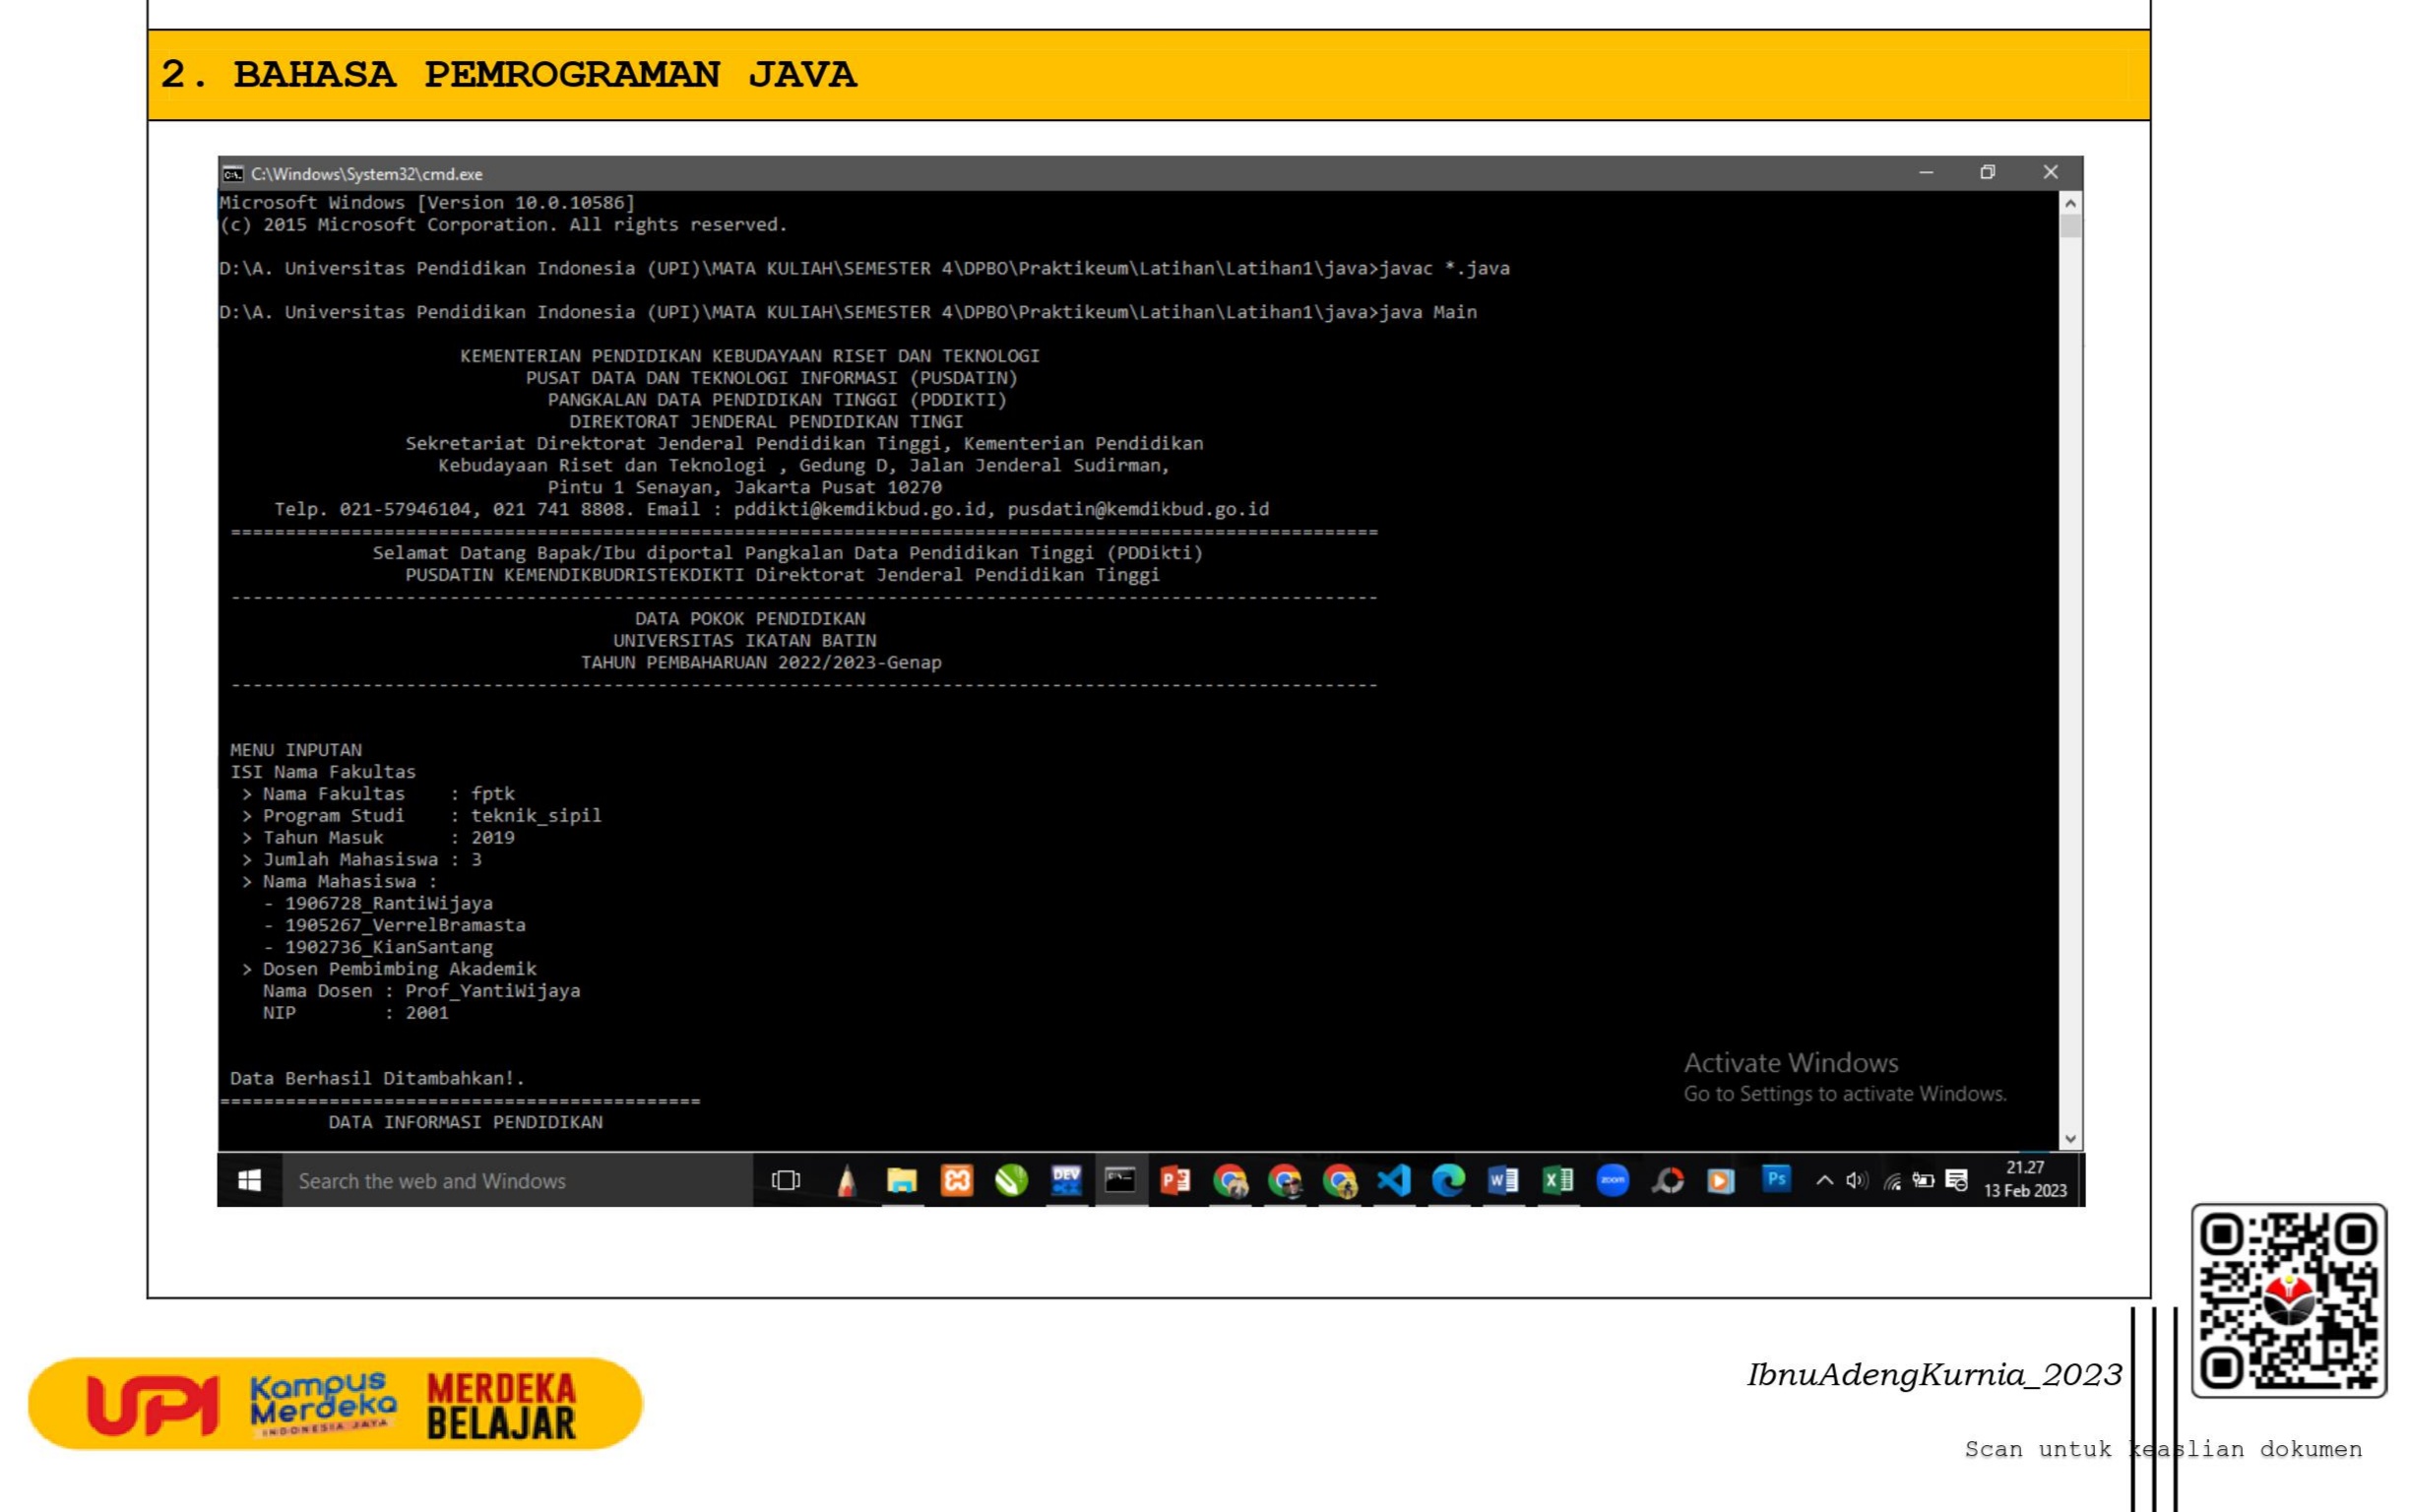 2. BAHASA PEMROGRAMAN JAVA
C:\Windows\System32\cmd.exe
Microsoft Windows [Version 10.0.10586]
(c) 2015 Microsoft Corporation. All rights reserved.
D:\A. Universitas Pendidikan Indonesia (UPI)\MATA KULIAH\SEMESTER 4\DPBO\Praktikeum\Latihan\Latihan1\java>javac *.java
D:\A. Universitas Pendidikan Indonesia (UPI)\MATA KULIAH\SEMESTER 4\DPBO\Praktikeum\Latihan\Latihan1\java>java Main
KEMENTERIAN PENDIDIKAN KEBUDAYAAN RISET DAN TEKNOLOGI
PUSAT DATA DAN TEKNOLOGI INFORMASI (PUSDATIN)
PANGKALAN DATA PENDIDIKAN TINGGI (PDDIKTI)
DIREKTORAT JENDERAL PENDIDIKAN TINGI
Sekretariat Direktorat Jenderal Pendidikan Tinggi, Kementerian Pendidikan
Kebudayaan Riset dan Teknologi , Gedung D, Jalan Jenderal Sudirman,
Pintu 1 Senayan, Jakarta Pusat 10270
Telp. 021-57946104, 021 741 8808. Email : pddikti@kemdikbud.go.id, pusdatin@kemdikbud.go.id
=========================================================================================================
Selamat Datang Bapak/Ibu diportal Pangkalan Data Pendidikan Tinggi (PDDikti)
PUSDATIN KEMENDIKBUDRISTEKDIKTI Direktorat Jenderal Pendidikan Tinggi
---------------------------------------------------------------------------------------------------------
DATA POKOK PENDIDIKAN
UNIVERSITAS IKATAN BATIN
TAHUN PEMBAHARUAN 2022/2023-Genap
---------------------------------------------------------------------------------------------------------
MENU INPUTAN
ISI Nama Fakultas
> Nama Fakultas : fptk
> Program Studi : teknik_sipil
> Tahun Masuk : 2019
> Jumlah Mahasiswa : 3
> Nama Mahasiswa :
- 1906728_RantiWijaya
- 1905267_VerrelBramasta
- 1902736_KianSantang
> Dosen Pembimbing Akademik
Nama Dosen : Prof_YantiWijaya
NIP : 2001
Data Berhasil Ditambahkan!.
============================================
DATA INFORMASI PENDIDIKAN
Activate Windows
Go to Settings to activate Windows.
Search the web and Windows
DEV
zoom
Ps
21.27
13 Feb 2023
UPI
Kampus
Merdeka
INDONESIA JAYA
MERDEKA
BELAJAR
IbnuAdengKurnia_2023
Scan untuk keaslian dokumen